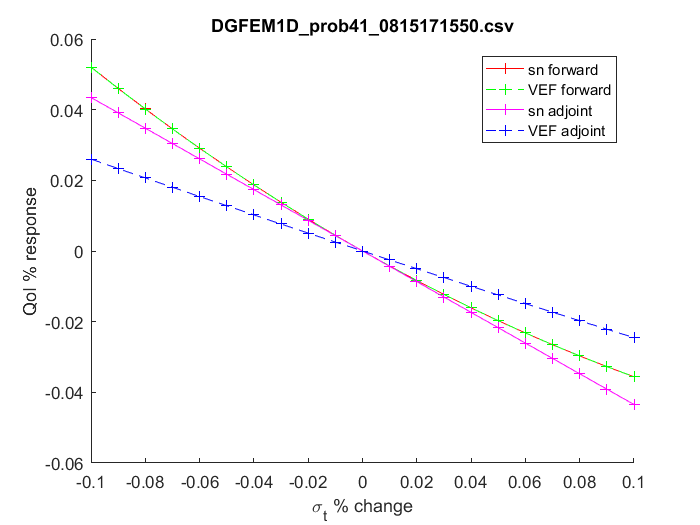 DGFEM1D_prob41_0815171550.csv
sn forward
VEF forward
sn adjoint
VEF adjoint
QoI % response
0.06
0.04
0.02
0
-0.02
-0.04
-0.06
-0.1 -0.08 -0.06 -0.04 -0.02 0 0.02 0.04 0.06 0.08 0.1
σt % change